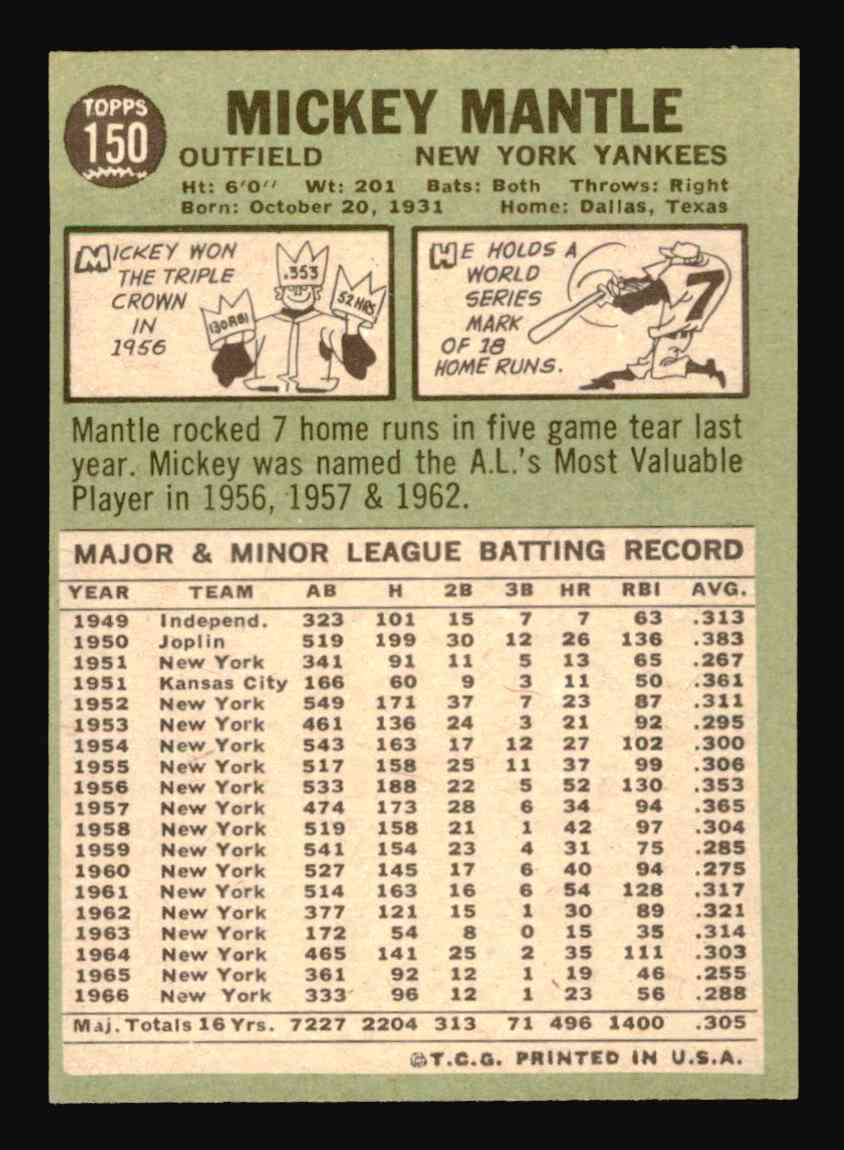 TOPPS
150
MICKEY MANTLE
OUTFIELD NEW YORK YANKEES
Ht: 6'0" Wt: 201 Bats: Both Throws: Right
Born: October 20, 1931 Home: Dallas, Texas
MICKEY WON
THE TRIPLE
CROWN
IN
1956
.353
130 RBI
52 HRS
HE HOLDS A
WORLD
SERIES
MARK
OF 18
HOME RUNS.
7
Mantle rocked 7 home runs in five game tear last
year. Mickey was named the A.L.'s Most Valuable
Player in 1956, 1957 & 1962.
MAJOR & MINOR LEAGUE BATTING RECORD
YEAR TEAM AB H 2B 3B HR RBI AVG.
1949 Independ. 323 101 15 7 7 63 .313
1950 Joplin 519 199 30 12 26 136 .383
1951 New York 341 91 11 5 13 65 .267
1951 Kansas City 166 60 9 3 11 50 .361
1952 New York 549 171 37 7 23 87 .311
1953 New York 461 136 24 3 21 92 .295
1954 New York 543 163 17 12 27 102 .300
1955 New York 517 158 25 11 37 99 .306
1956 New York 533 188 22 5 52 130 .353
1957 New York 474 173 28 6 34 94 .365
1958 New York 519 158 21 1 42 97 .304
1959 New York 541 154 23 4 31 75 .285
1960 New York 527 145 17 6 40 94 .275
1961 New York 514 163 16 6 54 128 .317
1962 New York 377 121 15 1 30 89 .321
1963 New York 172 54 8 0 15 35 .314
1964 New York 465 141 25 2 35 111 .303
1965 New York 361 92 12 1 19 46 .255
1966 New York 333 96 12 1 23 56 .288
Maj. Totals 16 Yrs. 7227 2204 313 71 496 1400 .305
©T.C.G. PRINTED IN U.S.A.